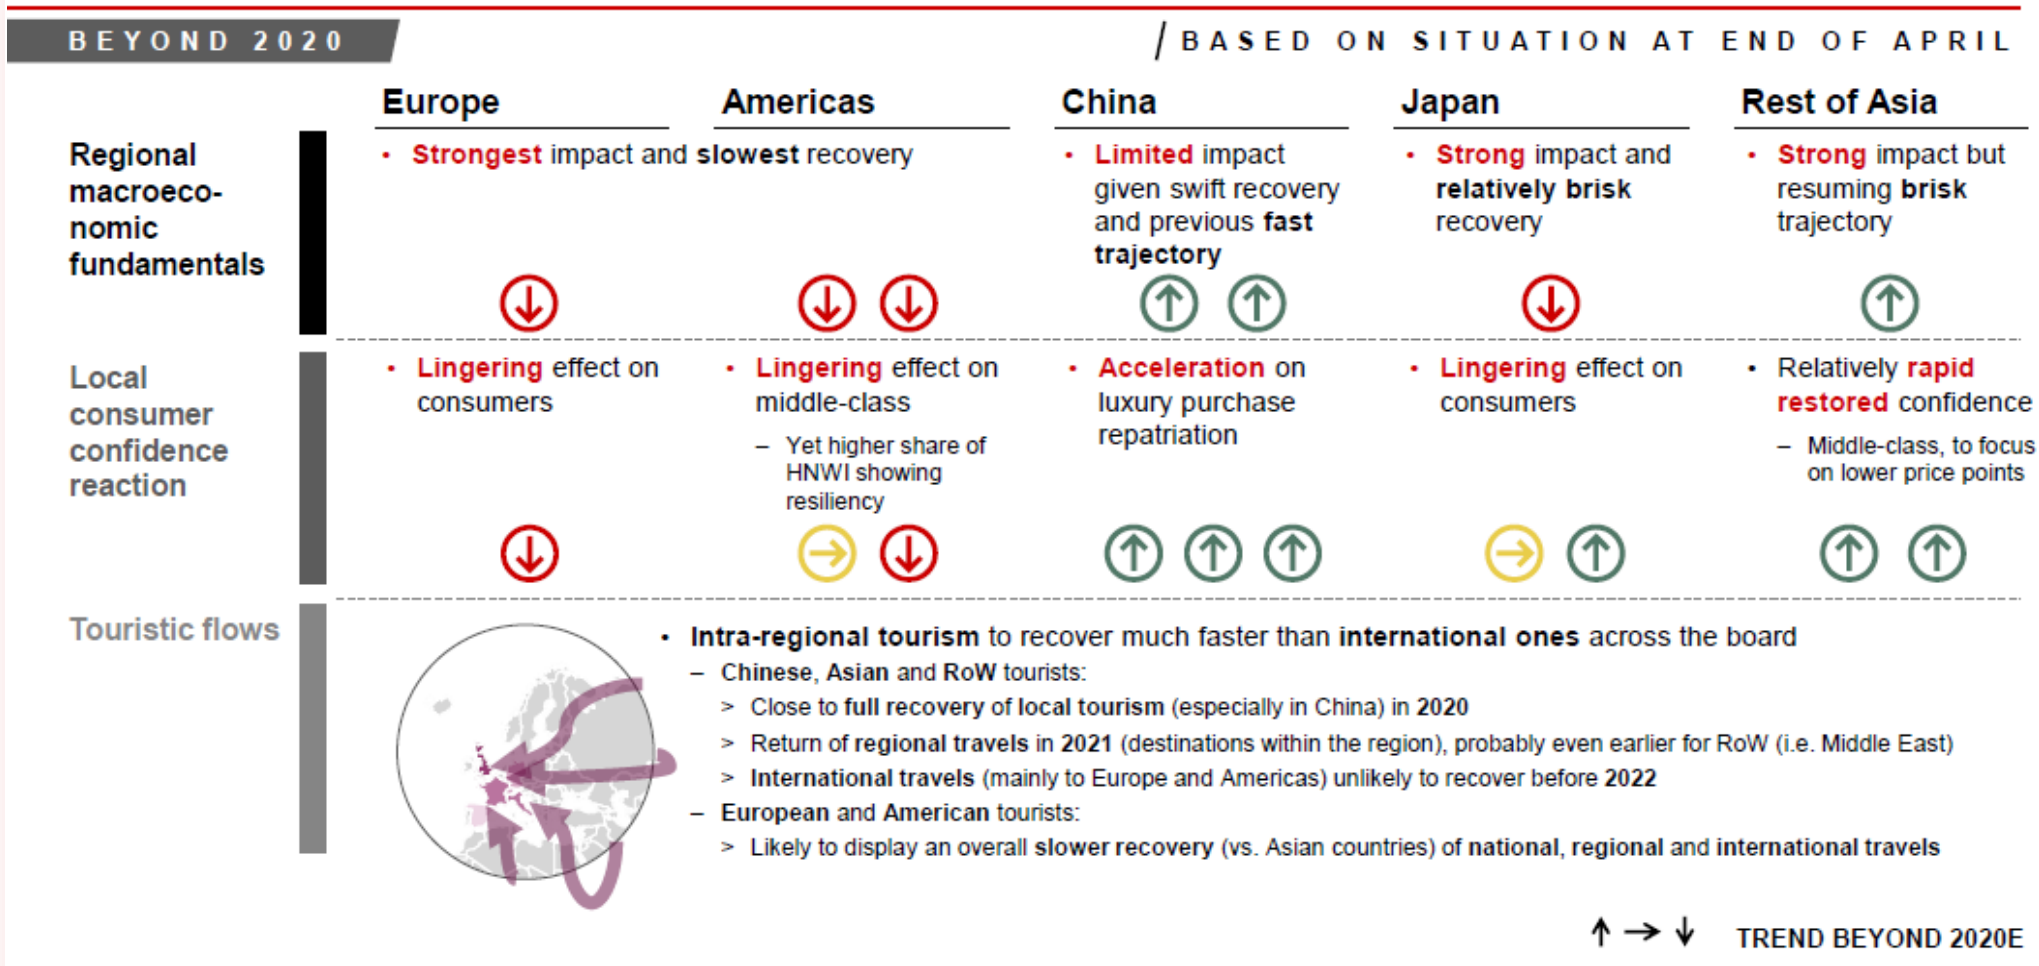 BEYOND 2020
/ BASED ON SITUATION AT END OF APRIL
Europe
Americas
China
Japan
Rest of Asia
Regional
macroeco-
nomic
fundamentals
• Strongest impact and slowest recovery
• Limited impact
given swift recovery
and previous fast
trajectory
• Strong impact and
relatively brisk
recovery
• Strong impact but
resuming brisk
trajectory
Local
consumer
confidence
reaction
• Lingering effect on
consumers
• Lingering effect on
middle-class
– Yet higher share of
HNWI showing
resiliency
• Acceleration on
luxury purchase
repatriation
• Lingering effect on
consumers
• Relatively rapid
restored confidence
– Middle-class, to focus
on lower price points
Touristic flows
• Intra-regional tourism to recover much faster than international ones across the board
– Chinese, Asian and RoW tourists:
> Close to full recovery of local tourism (especially in China) in 2020
> Return of regional travels in 2021 (destinations within the region), probably even earlier for RoW (i.e. Middle East)
> International travels (mainly to Europe and Americas) unlikely to recover before 2022
– European and American tourists:
> Likely to display an overall slower recovery (vs. Asian countries) of national, regional and international travels
↑ → ↓ TREND BEYOND 2020E